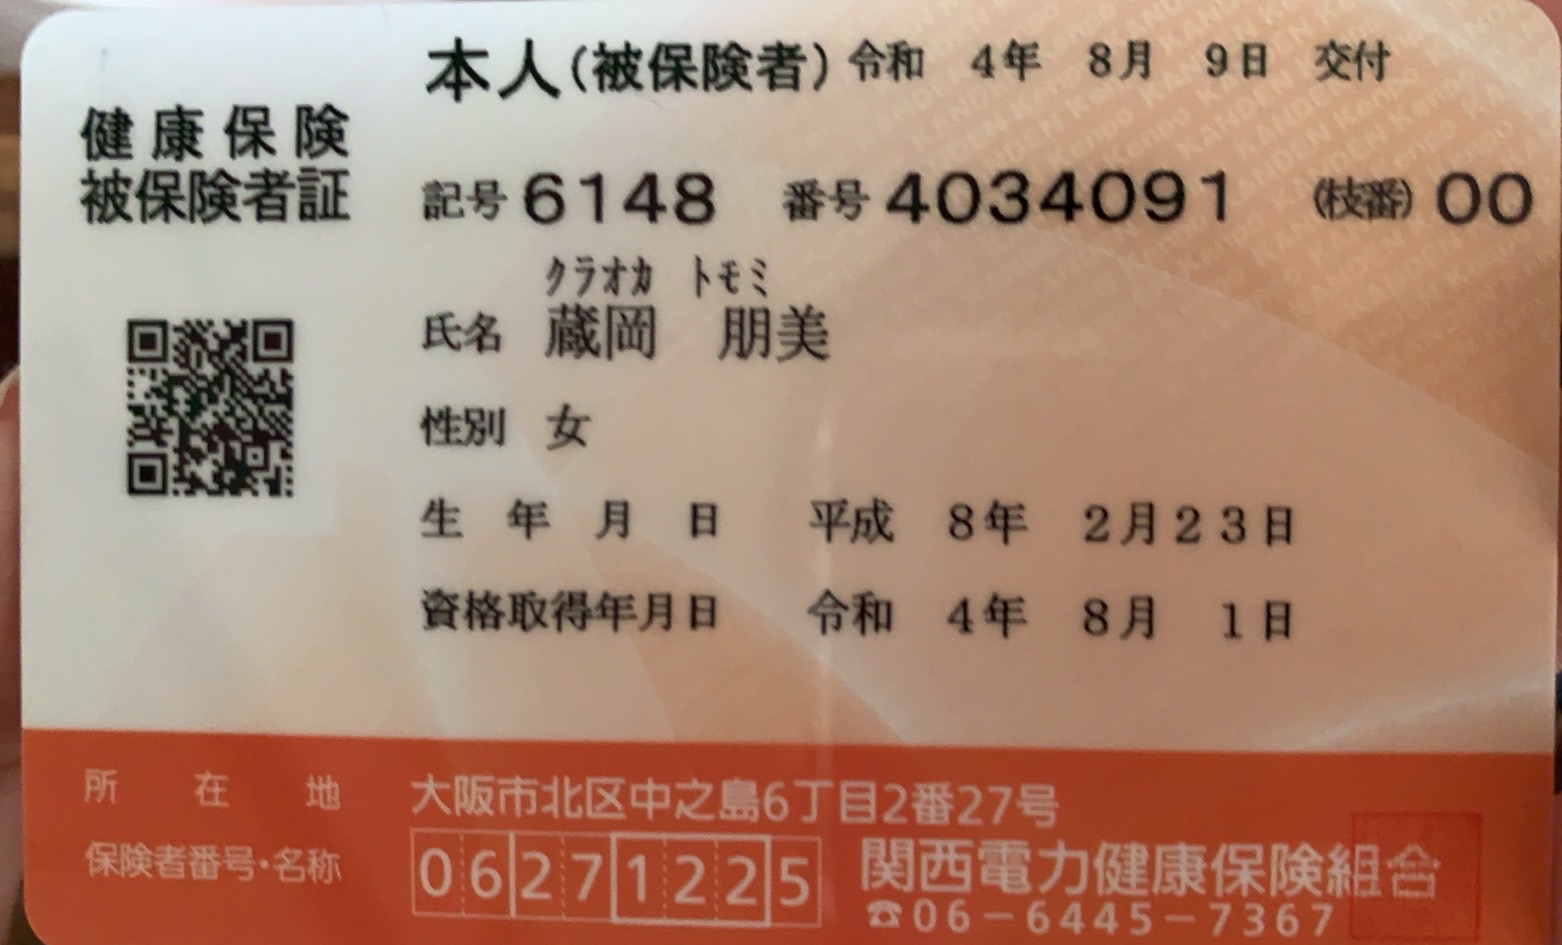 本人(被保険者) 令和 4年 8月 9日 交付
健康保険
被保険者証
記号 6148 番号 4034091 (枝番) 00
クラオカ トモミ
氏名 蔵岡 朋美
性別 女
生年月日 平成 8年 2月23日
資格取得年月日 令和 4年 8月 1日
所在地 大阪市北区中之島6丁目2番27号
保険者番号・名称 06271225 関西電力健康保険組合
☎06-6445-7367